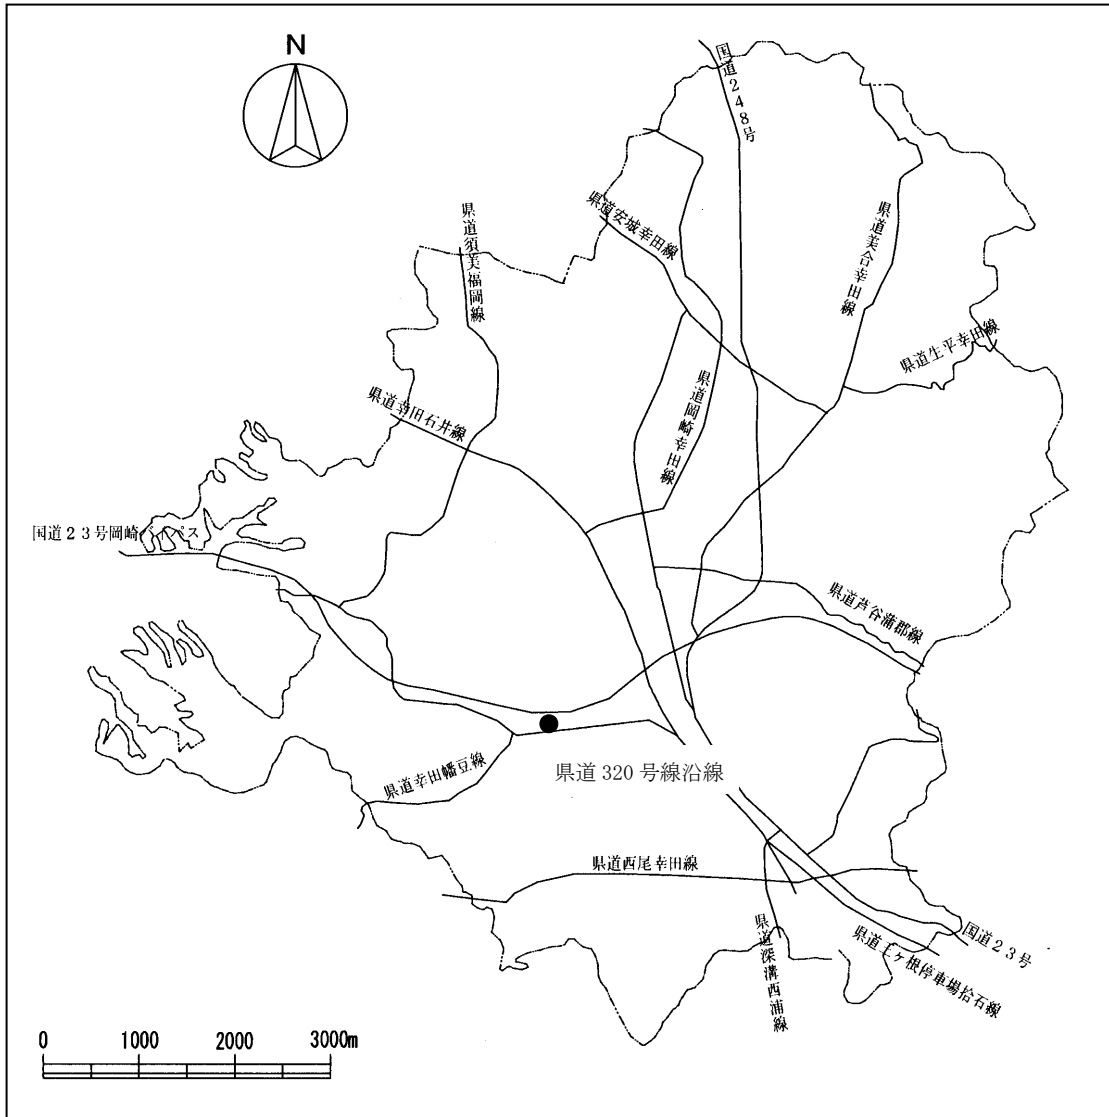 N
国道248号
県道安城幸田線
県道須美福岡線
県道美合幸田線
県道生平幸田線
県道岡崎幸田線
県道幸田石井線
国道23号岡崎バイパス
県道芦谷蒲郡線
県道320号線沿線
県道幸田幡豆線
県道西尾幸田線
県道深溝西浦線
国道23号
県道三ヶ根停車場拾石線
0 1000 2000 3000m